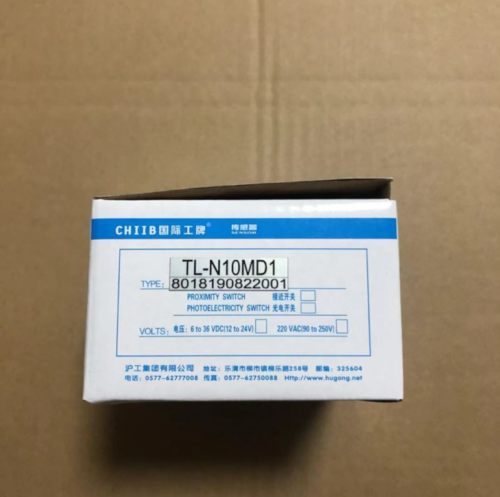 CHIIB国际工牌® 传感器
SENSOR
TL-N10MD1
TYPE: 8018190822001
PROXIMITY SWITCH 接近开关
PHOTOELECTRICITY SWITCH 光电开关
VOLTS: 电压: 6 to 36 VDC(12 to 24V) 220 VAC(90 to 250V)
沪工集团有限公司 地址: 乐清市柳市镇柳乐路258号 邮编: 325604
电话: 0577-62777008 传真: 0577-62750088 Http://www.hugong.net